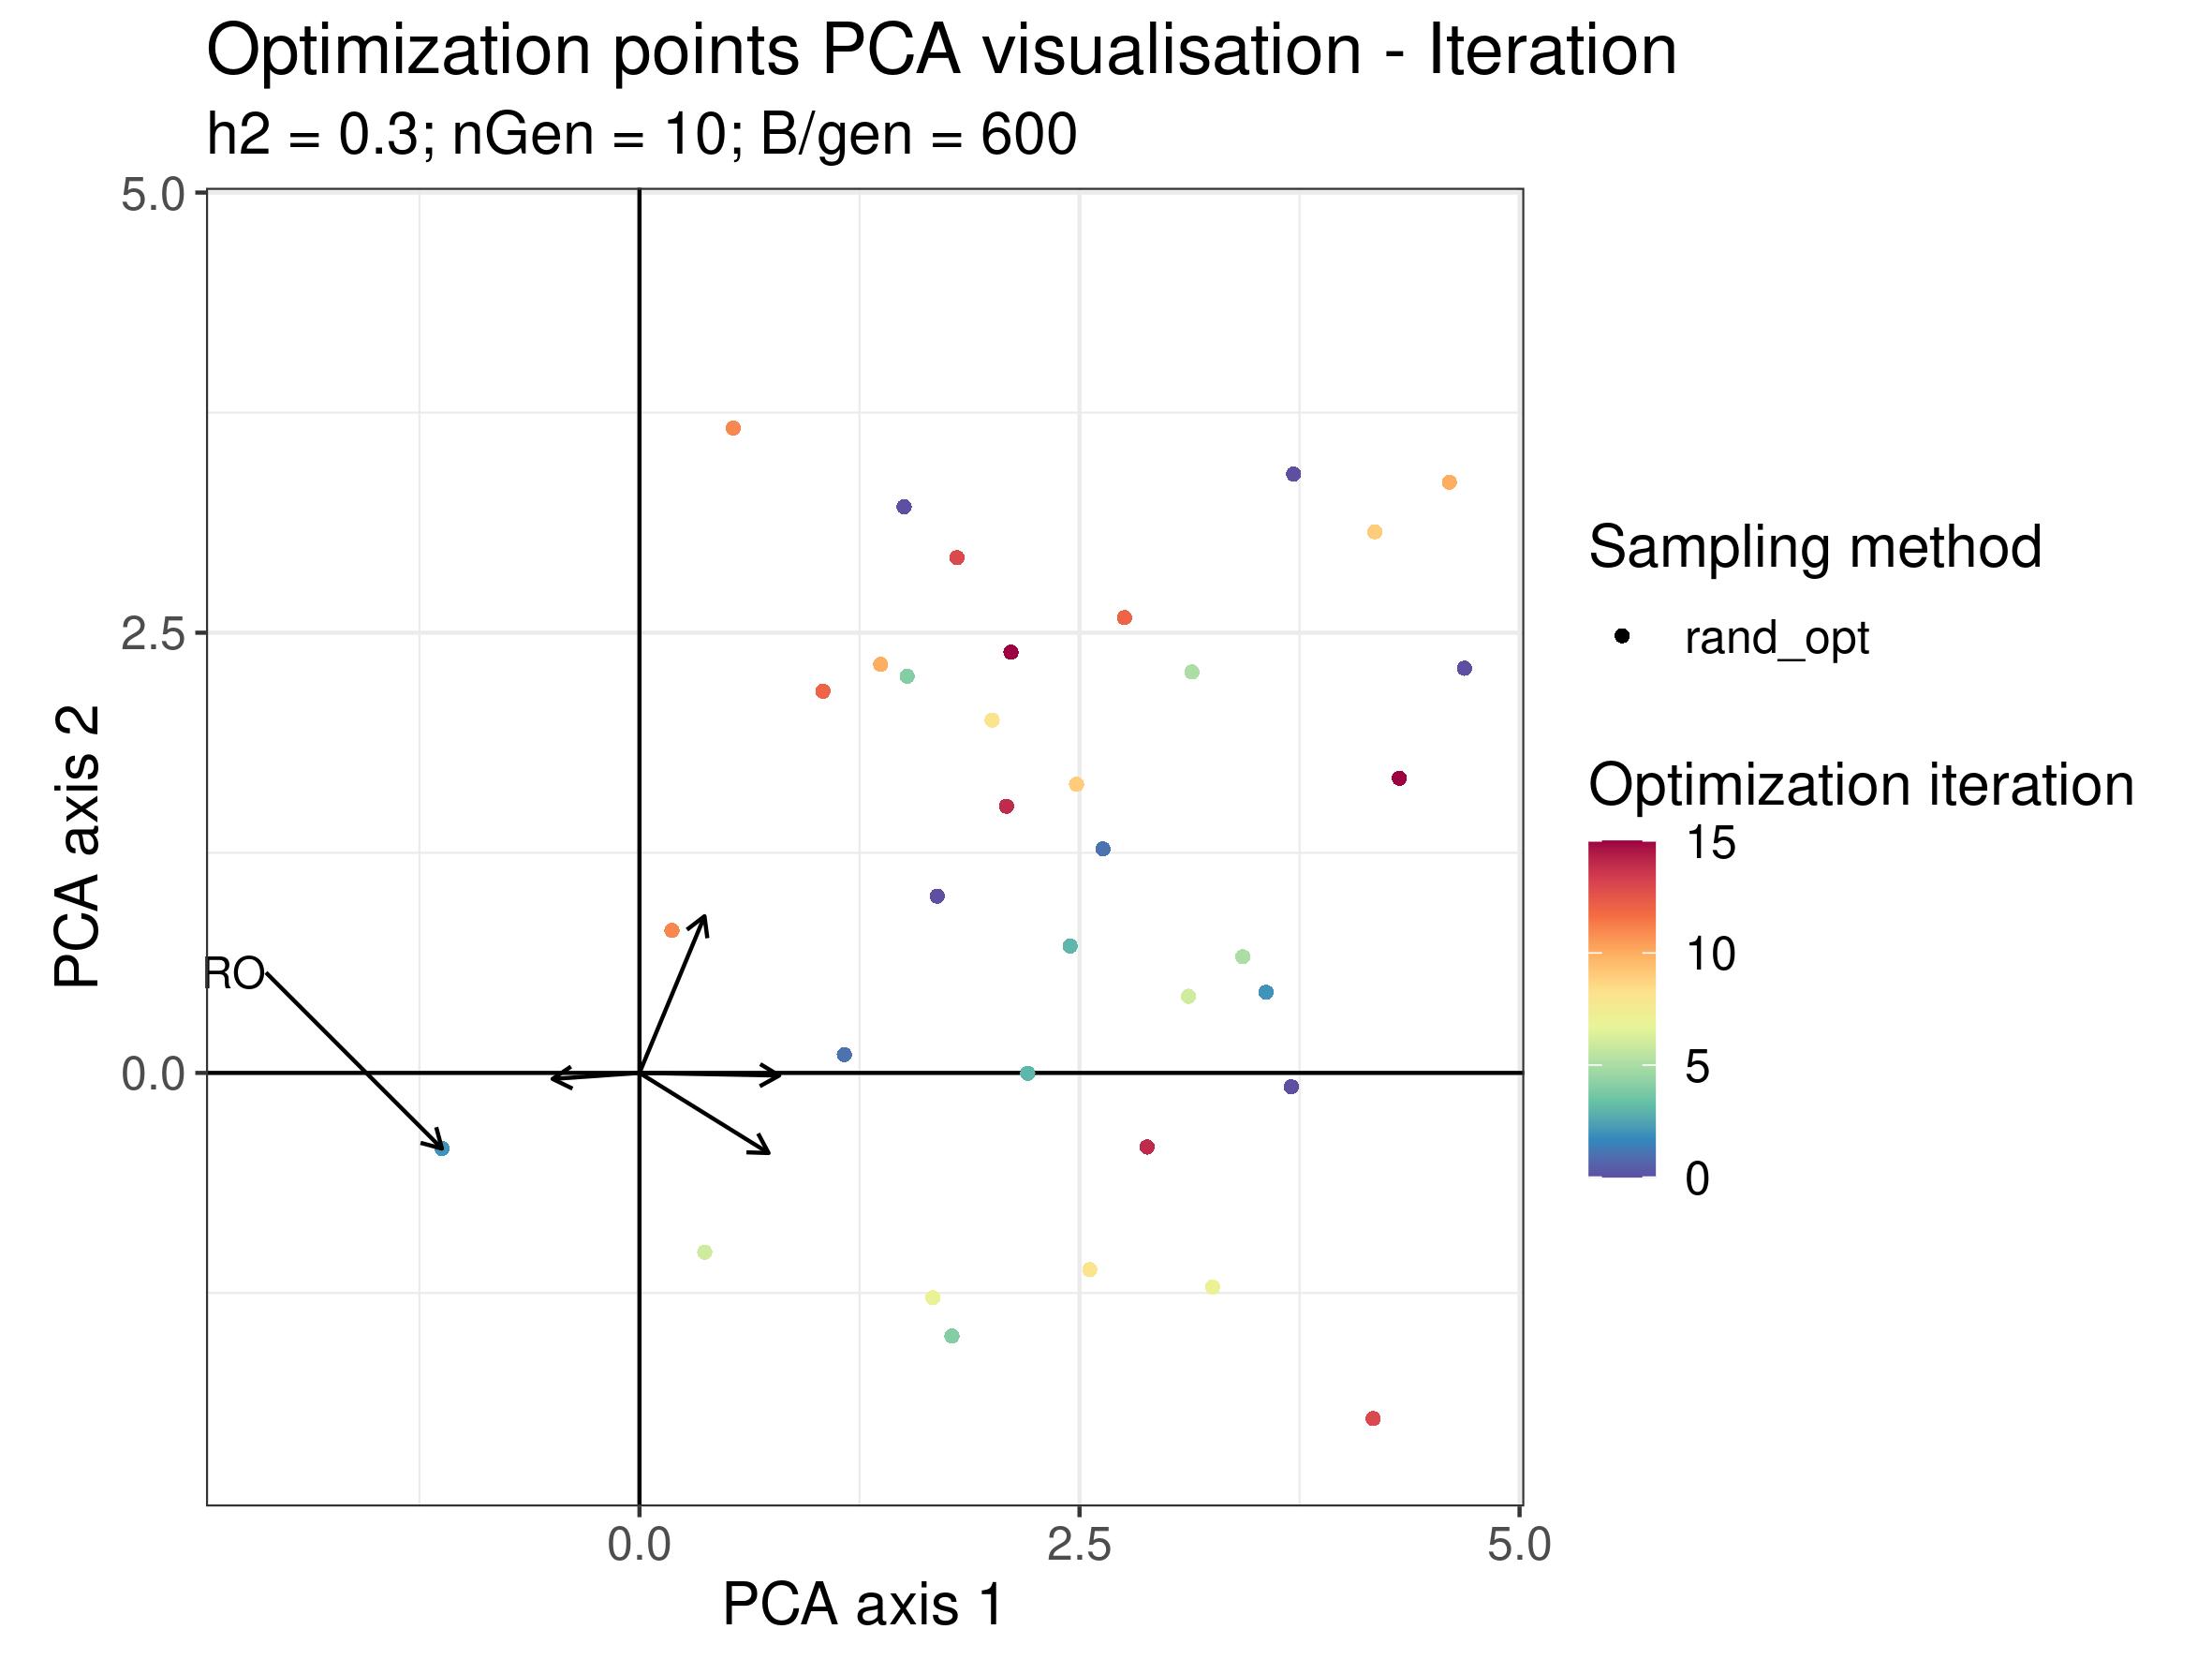 Optimization points PCA visualisation - Iteration
h2 = 0.3; nGen = 10; B/gen = 600
5.0
2.5
0.0
PCA axis 2
RO
0.0
2.5
5.0
PCA axis 1
Sampling method
rand_opt
Optimization iteration
15
10
5
0